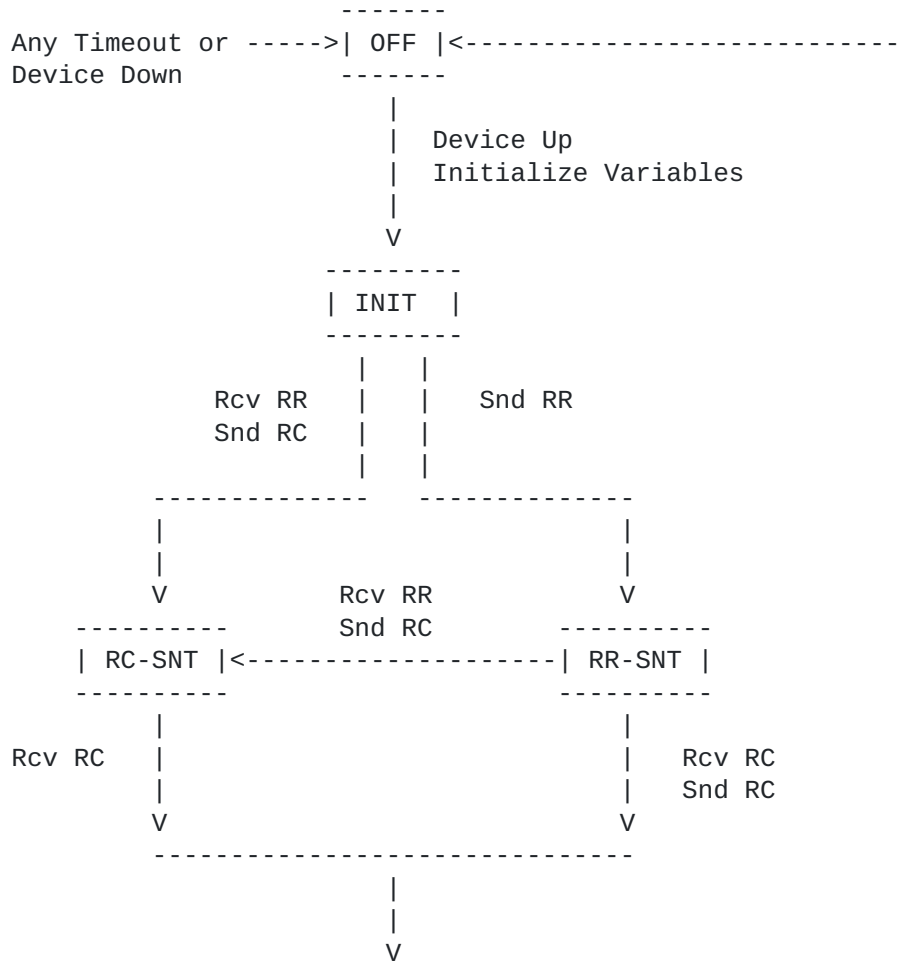 Any Timeout or ----->| OFF |<----------------------------
Device Down
Device Up
Initialize Variables
| INIT  |
Rcv RR
Snd RR
Snd RC
Rcv RR
Snd RC
| RC-SNT |<--------------------| RR-SNT |
Rcv RC
Rcv RC
Snd RC